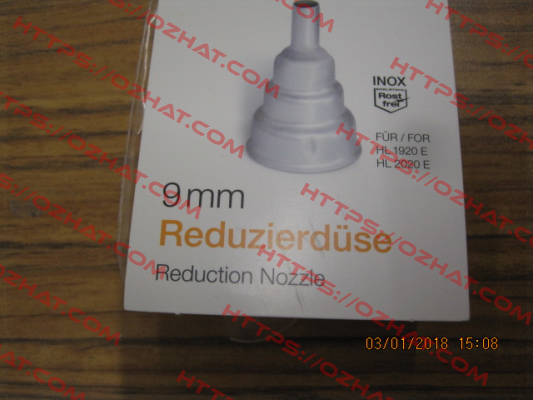 INOX
Rost
frei
FÜR / FOR
HL 1920 E
HL 2020 E
9 mm
Reduzierdüse
Reduction Nozzle
03/01/2018 15:08
HTTPS://OZHAT.COM